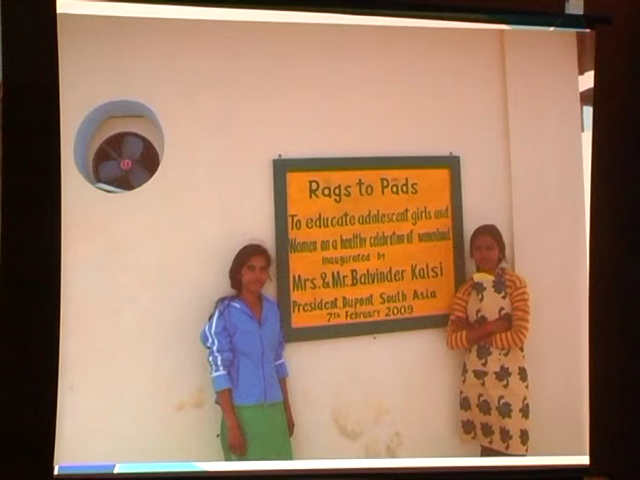 Rags to Pads
To educate adolescent girls and
Women on a healthy celebration of womanhood
Inaugurated by
Mrs.&Mr.Balvinder Kalsi
President.Dupont South Asia
7th February 2009